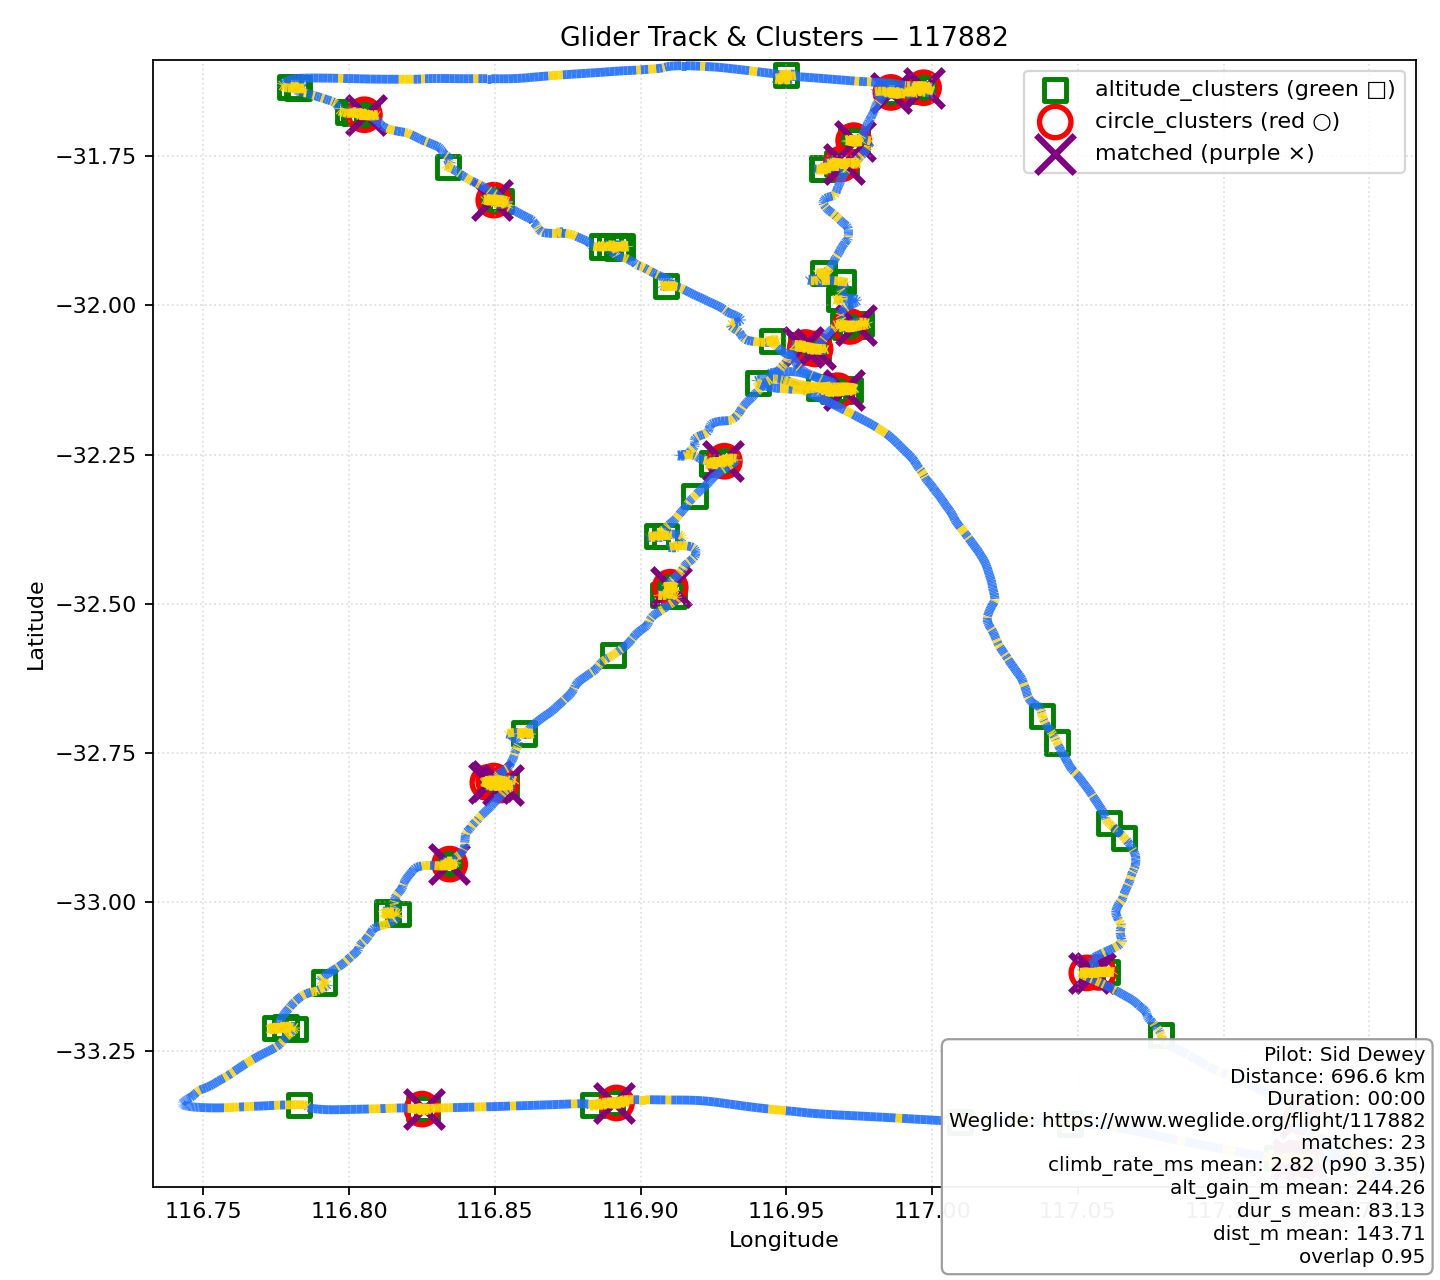 Glider Track & Clusters — 117882
altitude_clusters (green □)
circle_clusters (red ○)
matched (purple ×)
−31.75
−32.00
−32.25
−32.50
−32.75
−33.00
−33.25
Latitude
116.75 116.80 116.85 116.90 116.95 117.00 117.05
Longitude
Pilot: Sid Dewey
Distance: 696.6 km
Duration: 00:00
Weglide: https://www.weglide.org/flight/117882
matches: 23
climb_rate_ms mean: 2.82 (p90 3.35)
alt_gain_m mean: 244.26
dur_s mean: 83.13
dist_m mean: 143.71
overlap 0.95